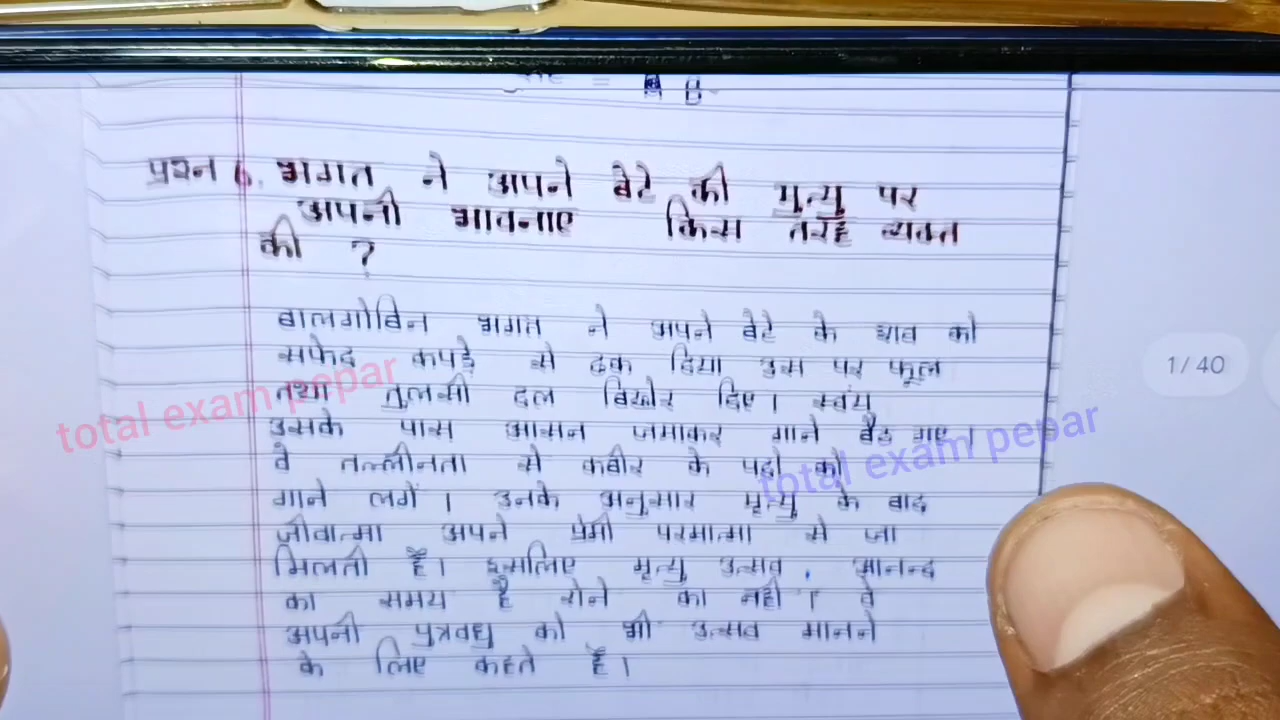 A B
प्रश्न 6. भगत ने अपने बेटे की मृत्यु पर
अपनी भावनाए किस तरह व्यक्त
की ?
बालगोबिन भगत ने अपने बेटे के शव को
सफेद कपड़े से ढक दिया उस पर फूल
तथा तुलसी दल बिखेर दिए। स्वंय
उसके पास आसन जमाकर गाने बैठ गए।
वे तल्लीनता से कबीर के पदो को
गाने लगें। उनके अनुसार मृत्यु के बाद
जीवात्मा अपने प्रेमी परमात्मा से जा
मिलती है। इसलिए मृत्यु उत्सव, आनन्द
का समय है रोने का नही। वे
अपनी पुत्रवधु को भी उत्सव मानने
के लिए कहते है।
1/40
total exam pepar
total exam pepar